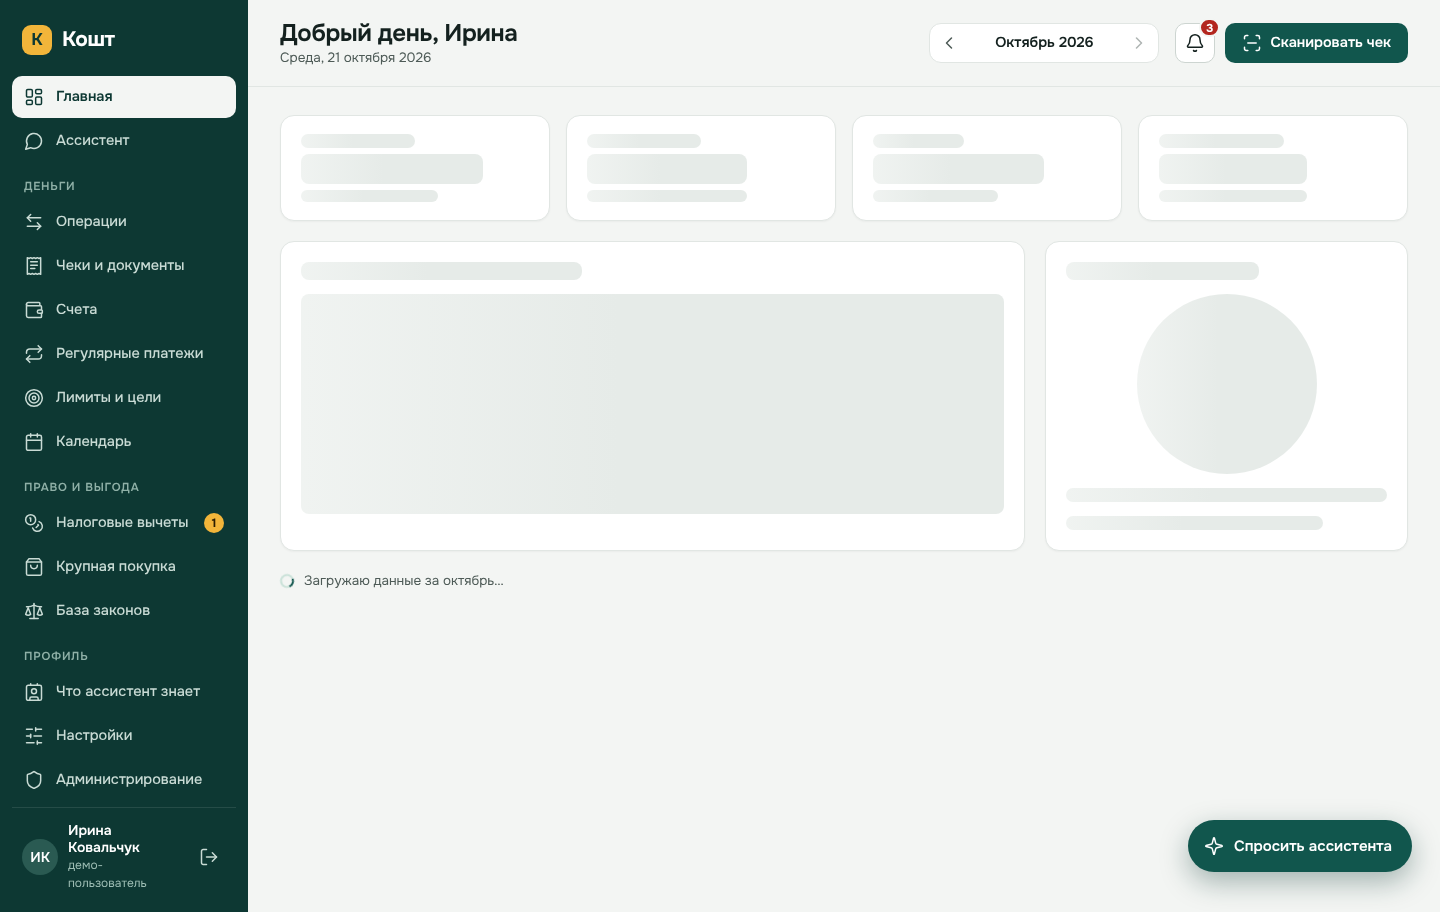 К Кошт
Главная
Ассистент
ДЕНЬГИ
Операции
Чеки и документы
Счета
Регулярные платежи
Лимиты и цели
Календарь
ПРАВО И ВЫГОДА
Налоговые вычеты 1
Крупная покупка
База законов
ПРОФИЛЬ
Что ассистент знает
Настройки
Администрирование
ИК
Ирина
Ковальчук
демо-
пользователь
Добрый день, Ирина
Среда, 21 октября 2026
Октябрь 2026
3
Сканировать чек
Загружаю данные за октябрь...
Спросить ассистента